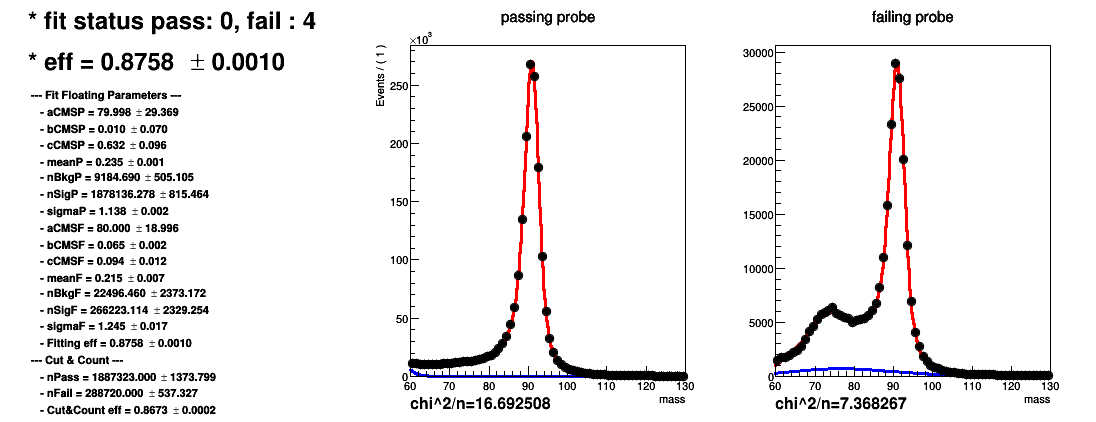 * fit status pass: 0, fail : 4
* eff = 0.8758 ± 0.0010
--- Fit Floating Parameters ---
- aCMSP = 79.998 ± 29.369
- bCMSP = 0.010 ± 0.070
- cCMSP = 0.632 ± 0.096
- meanP = 0.235 ± 0.001
- nBkgP = 9184.690 ± 505.105
- nSigP = 1878136.278 ± 815.464
- sigmaP = 1.138 ± 0.002
- aCMSF = 80.000 ± 18.996
- bCMSF = 0.065 ± 0.002
- cCMSF = 0.094 ± 0.012
- meanF = 0.215 ± 0.007
- nBkgF = 22496.460 ± 2373.172
- nSigF = 266223.114 ± 2329.254
- sigmaF = 1.245 ± 0.017
- Fitting eff = 0.8758 ± 0.0010
--- Cut & Count ---
- nPass = 1887323.000 ± 1373.799
- nFail = 288720.000 ± 537.327
- Cut&Count eff = 0.8673 ± 0.0002
passing probe
×10³
Events / ( 1 )
250
200
150
100
50
0
60 70 80 90 100 110 120 130
mass
chi^2/n=16.692508
failing probe
30000
25000
20000
15000
10000
5000
0
60 70 80 90 100 110 120 130
mass
chi^2/n=7.368267